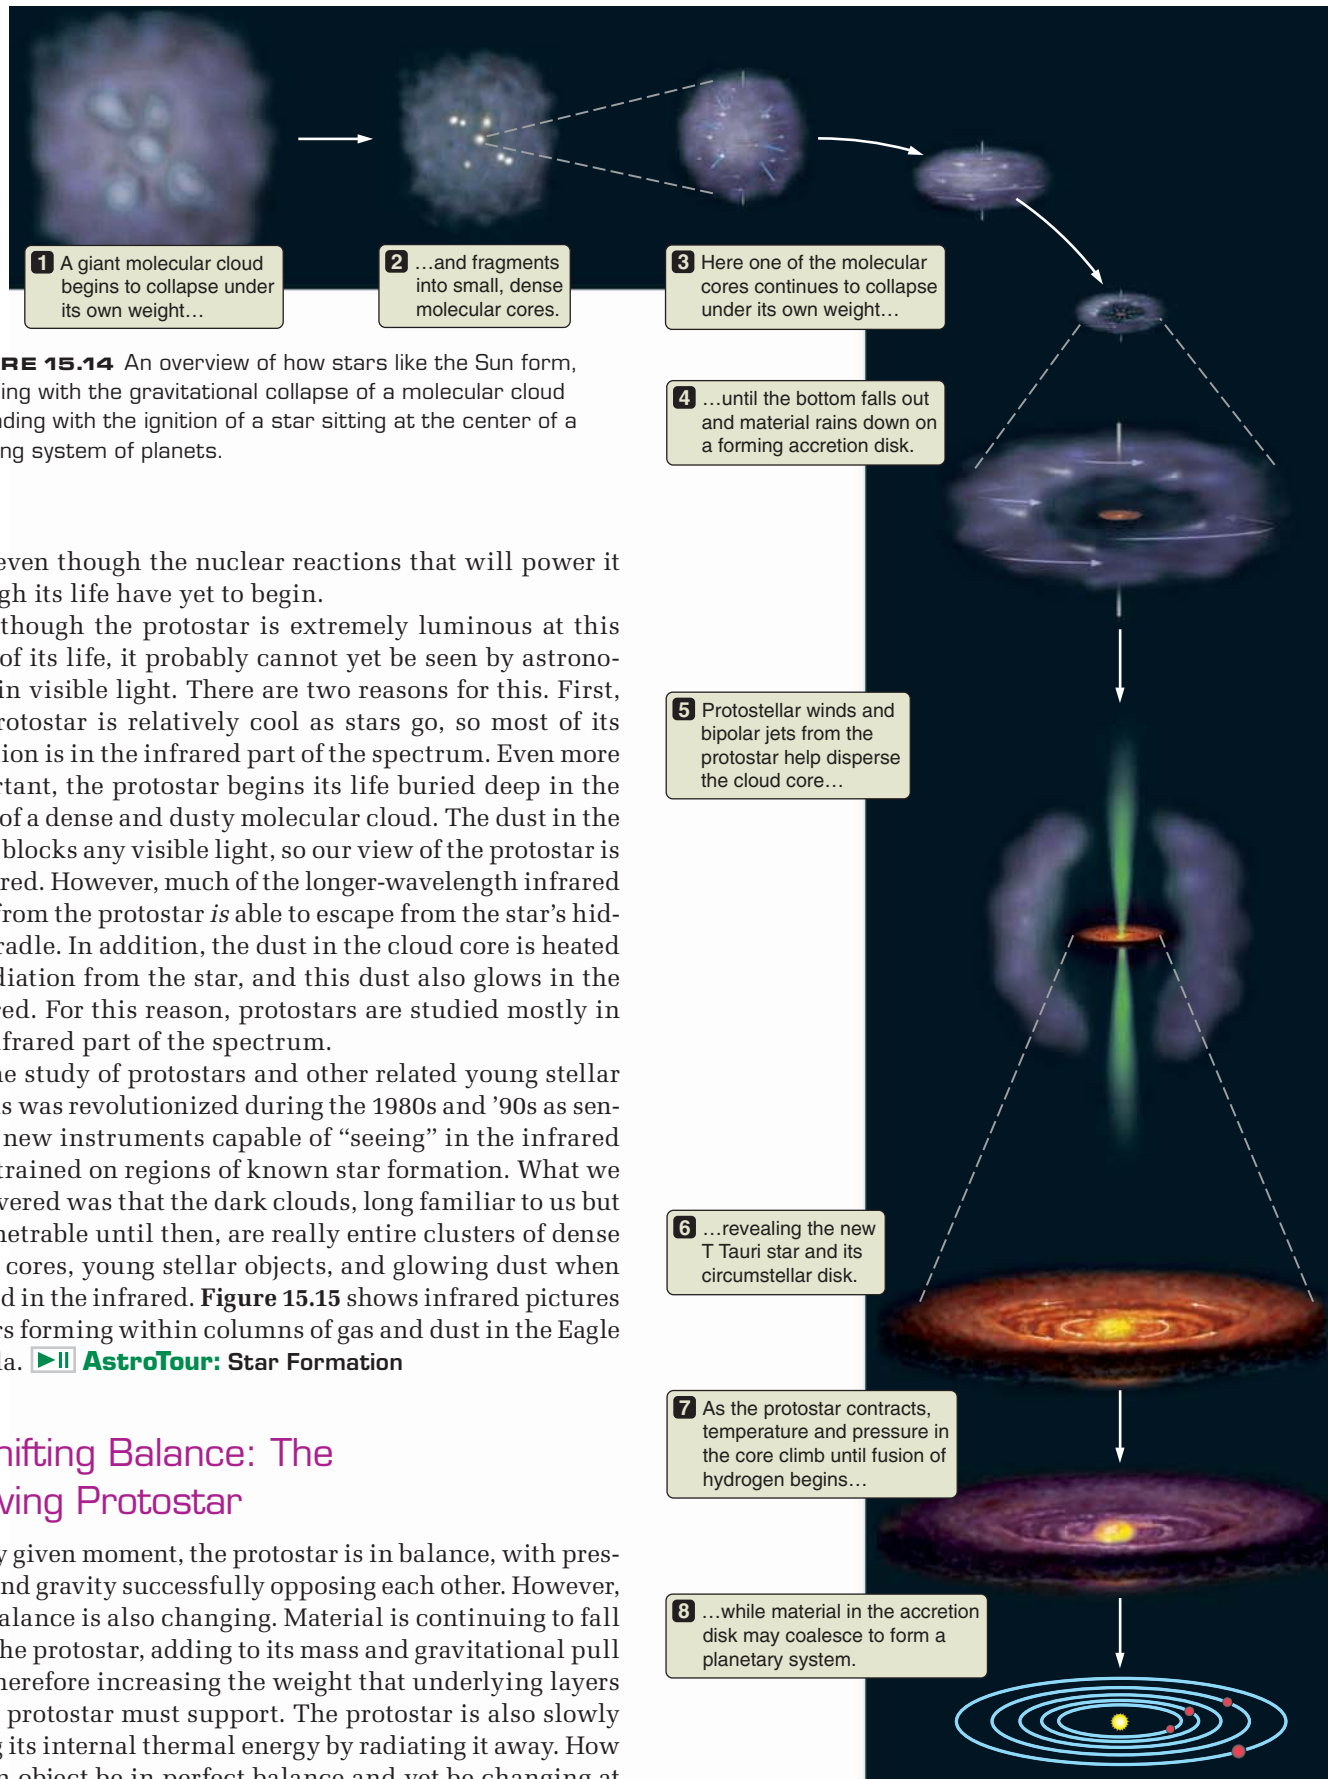 1 A giant molecular cloud
begins to collapse under
its own weight…
2 …and fragments
into small, dense
molecular cores.
3 Here one of the molecular
cores continues to collapse
under its own weight…
RE 15.14 An overview of how stars like the Sun form,
ing with the gravitational collapse of a molecular cloud
ding with the ignition of a star sitting at the center of a
ng system of planets.
4 …until the bottom falls out
and material rains down on
a forming accretion disk.
even though the nuclear reactions that will power it
gh its life have yet to begin.
though the protostar is extremely luminous at this
of its life, it probably cannot yet be seen by astrono-
in visible light. There are two reasons for this. First,
rotostar is relatively cool as stars go, so most of its
ion is in the infrared part of the spectrum. Even more
rtant, the protostar begins its life buried deep in the
of a dense and dusty molecular cloud. The dust in the
blocks any visible light, so our view of the protostar is
red. However, much of the longer-wavelength infrared
from the protostar is able to escape from the star’s hid-
radle. In addition, the dust in the cloud core is heated
diation from the star, and this dust also glows in the
red. For this reason, protostars are studied mostly in
frared part of the spectrum.
ne study of protostars and other related young stellar
s was revolutionized during the 1980s and ’90s as sen-
new instruments capable of “seeing” in the infrared
trained on regions of known star formation. What we
vered was that the dark clouds, long familiar to us but
netrable until then, are really entire clusters of dense
cores, young stellar objects, and glowing dust when
d in the infrared. Figure 15.15 shows infrared pictures
rs forming within columns of gas and dust in the Eagle
la. AstroTour: Star Formation
hifting Balance: The
ving Protostar
y given moment, the protostar is in balance, with pres-
nd gravity successfully opposing each other. However,
alance is also changing. Material is continuing to fall
he protostar, adding to its mass and gravitational pull
herefore increasing the weight that underlying layers
protostar must support. The protostar is also slowly
g its internal thermal energy by radiating it away. How
n object be in perfect balance and yet be changing at
5 Protostellar winds and
bipolar jets from the
protostar help disperse
the cloud core…
6 …revealing the new
T Tauri star and its
circumstellar disk.
7 As the protostar contracts,
temperature and pressure in
the core climb until fusion of
hydrogen begins…
8 …while material in the accretion
disk may coalesce to form a
planetary system.